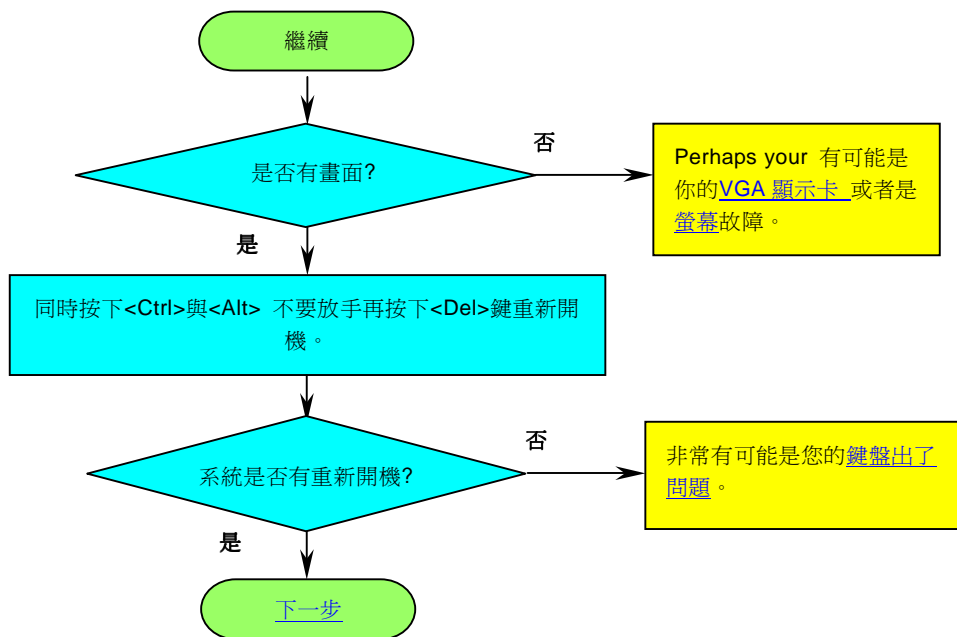 繼續
是否有畫面?
否
Perhaps your 有可能是
你的VGA 顯示卡 或者是
螢幕故障。
是
同時按下<Ctrl>與<Alt> 不要放手再按下<Del>鍵重新開
機。
系統是否有重新開機?
否
非常有可能是您的鍵盤出了
問題。
是
下一步